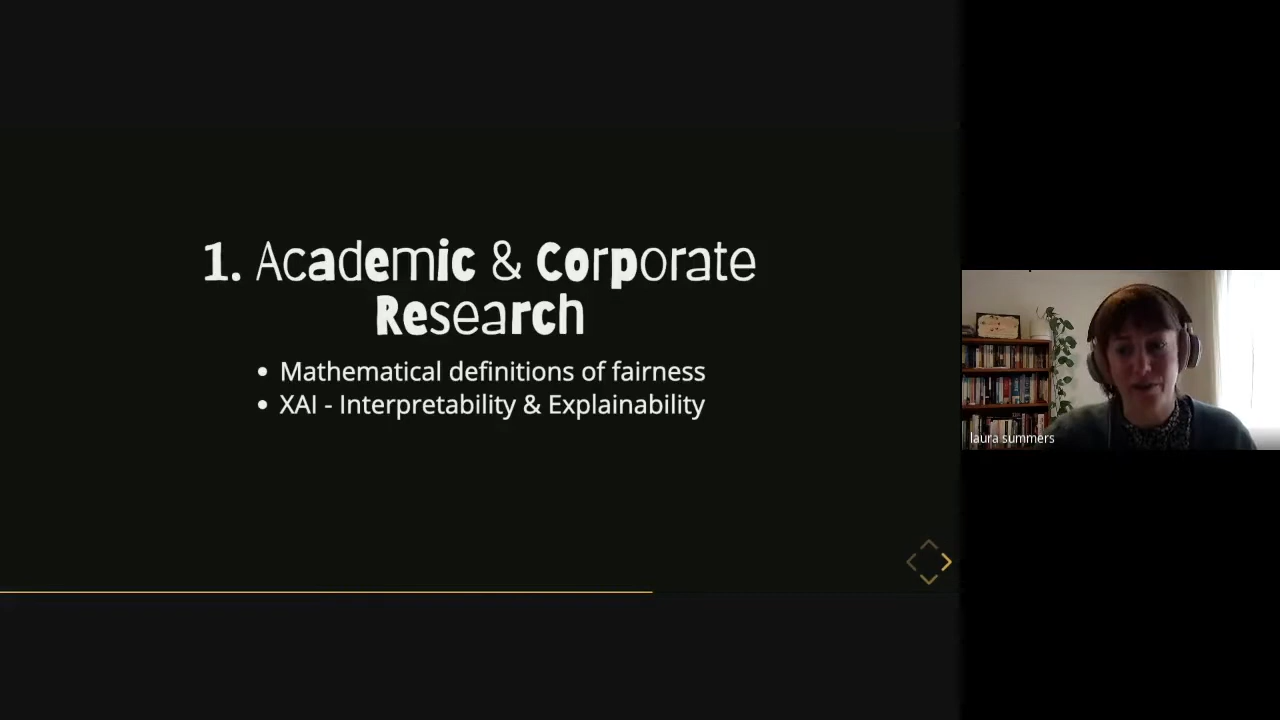 1. Academic & Corporate
Research
• Mathematical definitions of fairness
• XAI - Interpretability & Explainability
laura summers